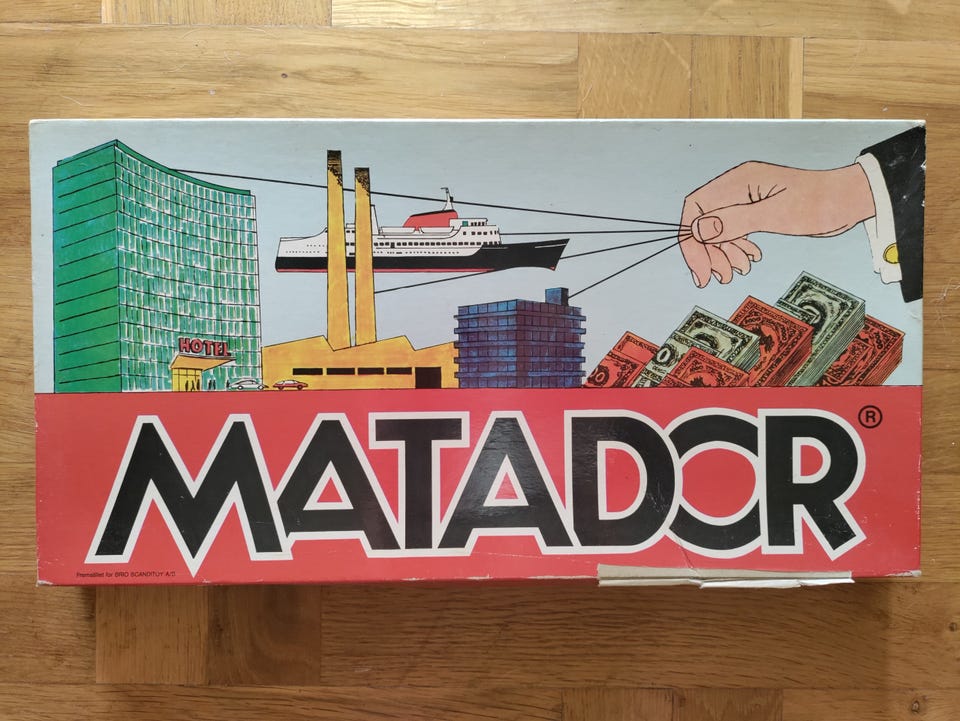 HOTEL
MATADOR®
Fremstillet for BRIO SCANDITOY A/S